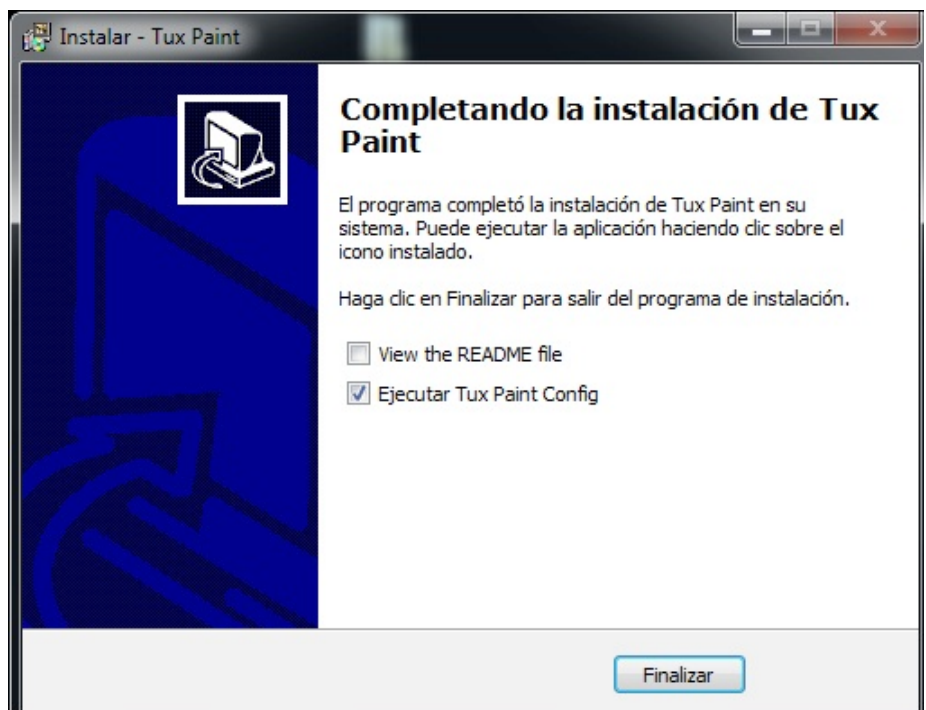 Instalar - Tux Paint
Completando la instalación de Tux
Paint
El programa completó la instalación de Tux Paint en su
sistema. Puede ejecutar la aplicación haciendo clic sobre el
icono instalado.
Haga clic en Finalizar para salir del programa de instalación.
View the README file
Ejecutar Tux Paint Config
Finalizar